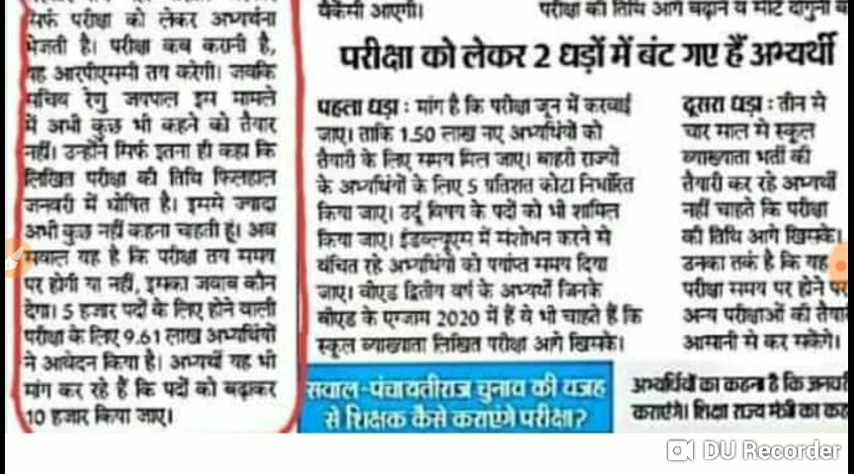 सिर्फ परीक्षा को लेकर अभ्यर्थना
भेजती है। परीक्षा कब करानी है,
यह आरपीएससी तय करेगी। जबकि
सचिव रेणु जयपाल इस मामले
में अभी कुछ भी कहने को तैयार
नहीं। उन्होंने सिर्फ इतना ही कहा कि
लिखित परीक्षा की तिथि फिलहाल
जनवरी में घोषित है। इससे ज्यादा
अभी कुछ नहीं कहना चाहती हूं। अब
सवाल यह है कि परीक्षा तय समय
पर होगी या नहीं, इसका जवाब कौन
देगा। 5 हजार पदों के लिए होने वाली
परीक्षा के लिए 9.61 लाख अभ्यर्थियों
ने आवेदन किया है। अभ्यर्थी यह भी
मांग कर रहे हैं कि पदों को बढ़ाकर
10 हजार किया जाए।
वैकेंसी आएगी।
परीक्षा की तिथि आगे बढ़ाने व सीटें दोगुनी
परीक्षा को लेकर 2 धड़ों में बंट गए हैं अभ्यर्थी
पहला धड़ा : मांग है कि परीक्षा जून में करवाई
जाए। ताकि 1.50 लाख नए अभ्यर्थियों को
तैयारी के लिए समय मिल जाए। बाहरी राज्यों
के अभ्यर्थियों के लिए 5 प्रतिशत कोटा निर्धारित
किया जाए। उर्दू विषय के पदों को भी शामिल
किया जाए। ईडब्ल्यूएस में संशोधन करने से
वंचित रहे अभ्यर्थियों को पर्याप्त समय दिया
जाए। बीएड द्वितीय वर्ष के अभ्यर्थी जिनके
बीएड के एग्जाम 2020 में हैं ये भी चाहते हैं कि
स्कूल व्याख्याता लिखित परीक्षा आगे खिसके।
दूसरा धड़ा : तीन से
चार साल से स्कूल
व्याख्याता भर्ती की
तैयारी कर रहे अभ्यर्थी
नहीं चाहते कि परीक्षा
की तिथि आगे खिसके।
उनका तर्क है कि यह
परीक्षा समय पर होने पर
अन्य परीक्षाओं की
आसानी से कर सकेंगे।
सवाल-पंचायतीराज चुनाव की वजह
से शिक्षक कैसे कराएंगे परीक्षा?
अभ्यर्थियों का कहना है कि
कराएंगे। शिक्षा राज्य मंत्री का
DU Recorder